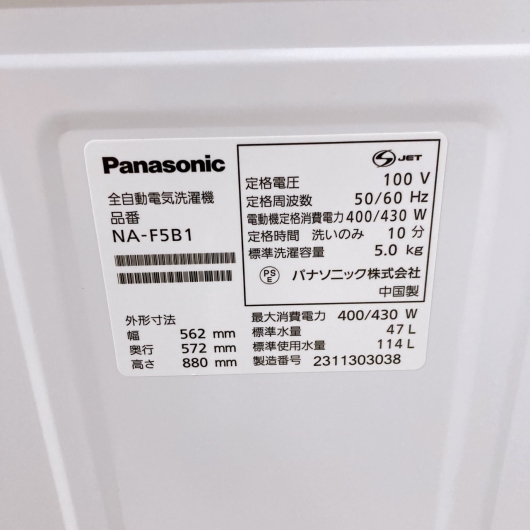 Panasonic
全自動電気洗濯機
品番
NA-F5B1
外形寸法
幅 562 mm
奥行 572 mm
高さ 880 mm
S JET
定格電圧 100 V
定格周波数 50/60 Hz
電動機定格消費電力 400/430 W
定格時間 洗いのみ 10 分
標準洗濯容量 5.0 kg
PSE パナソニック株式会社
中国製
最大消費電力 400/430 W
標準水量 47 L
標準使用水量 114 L
製造番号 2311303038